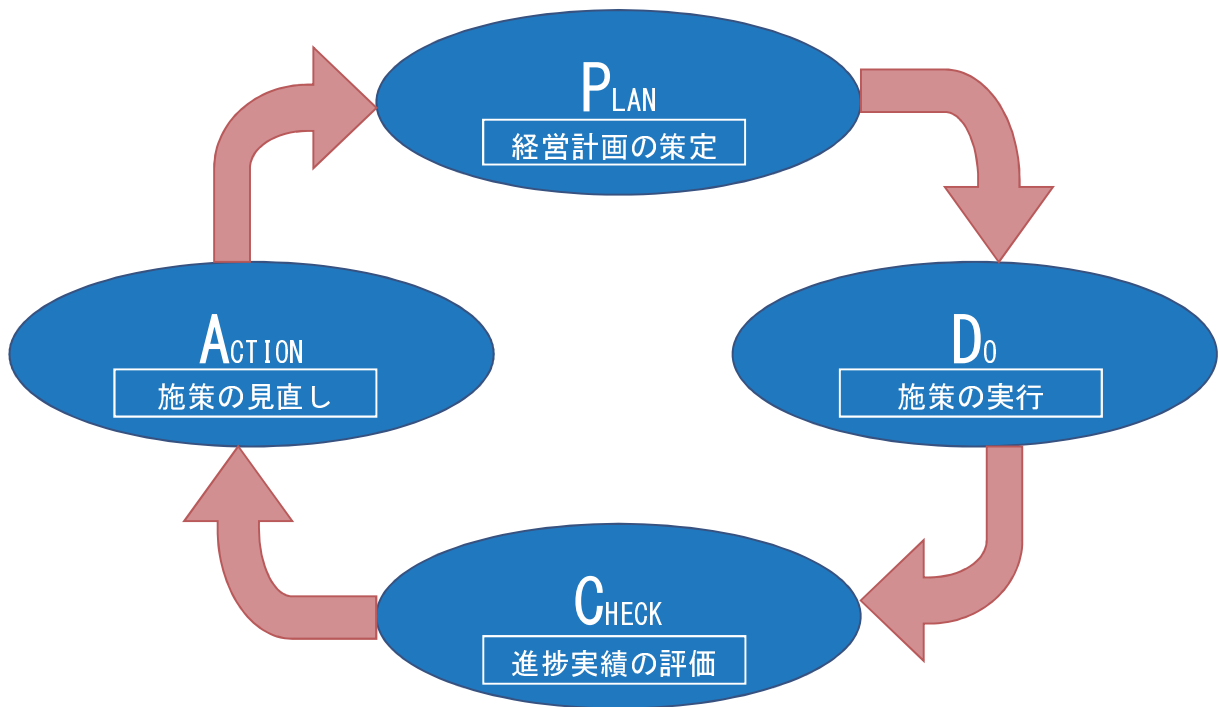 PLAN
経営計画の策定
DO
施策の実行
CHECK
進捗実績の評価
ACTION
施策の見直し